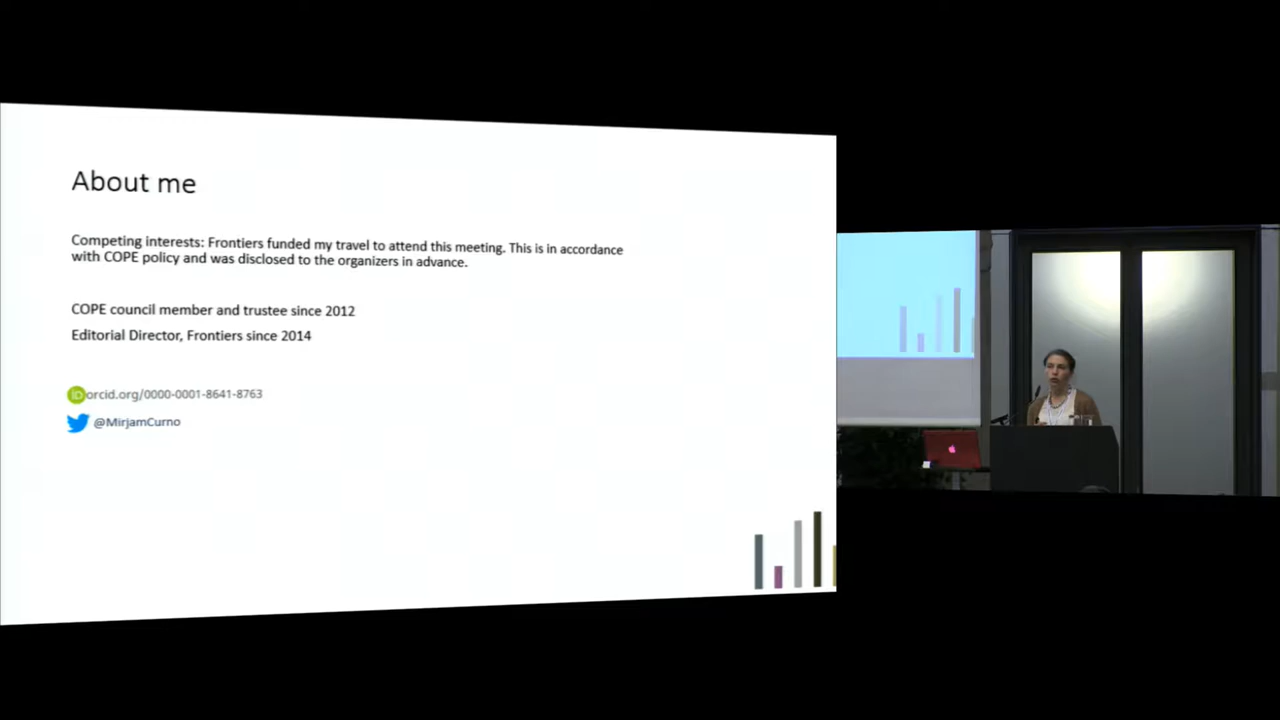 About me
Competing interests: Frontiers funded my travel to attend this meeting. This is in accordance
with COPE policy and was disclosed to the organizers in advance.
COPE council member and trustee since 2012
Editorial Director, Frontiers since 2014
iD orcid.org/0000-0001-8641-8763
@MirjamCurno